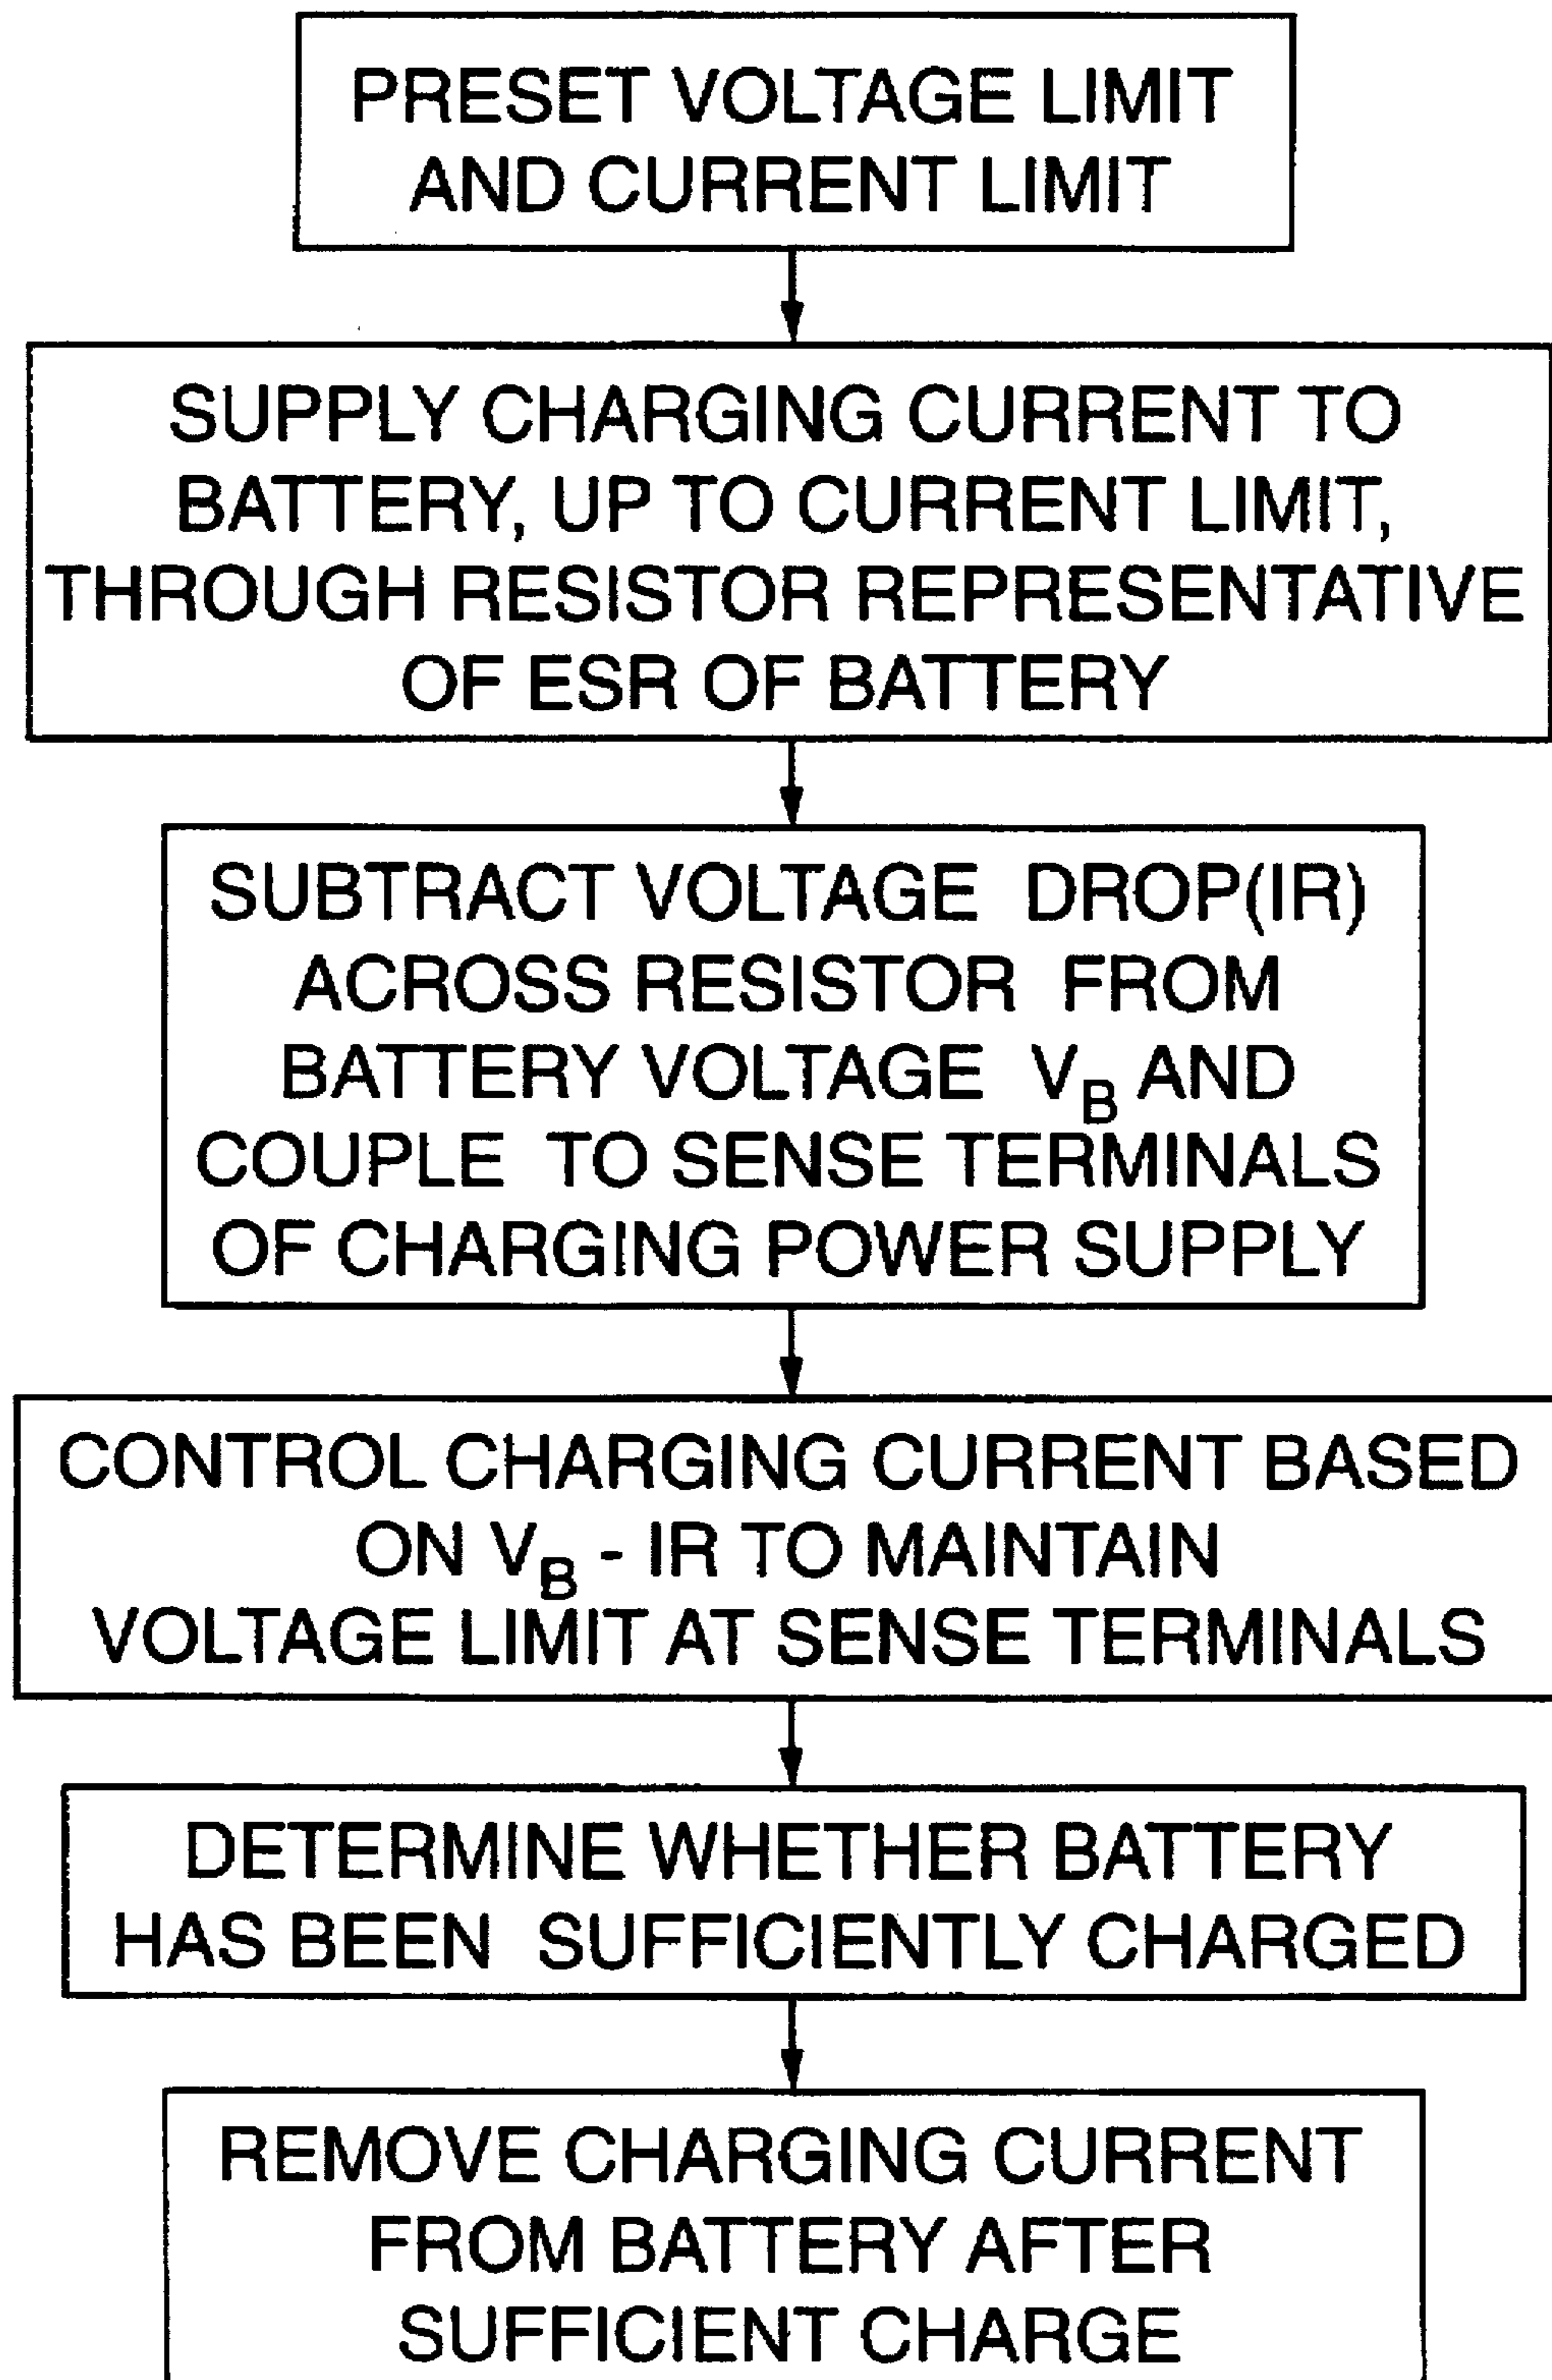 PRESET VOLTAGE LIMIT
AND CURRENT LIMIT
SUPPLY CHARGING CURRENT TO
BATTERY, UP TO CURRENT LIMIT,
THROUGH RESISTOR REPRESENTATIVE
OF ESR OF BATTERY
SUBTRACT VOLTAGE DROP(IR)
ACROSS RESISTOR FROM
BATTERY VOLTAGE V_B AND
COUPLE TO SENSE TERMINALS
OF CHARGING POWER SUPPLY
CONTROL CHARGING CURRENT BASED
ON V_B - IR TO MAINTAIN
VOLTAGE LIMIT AT SENSE TERMINALS
DETERMINE WHETHER BATTERY
HAS BEEN SUFFICIENTLY CHARGED
REMOVE CHARGING CURRENT
FROM BATTERY AFTER
SUFFICIENT CHARGE